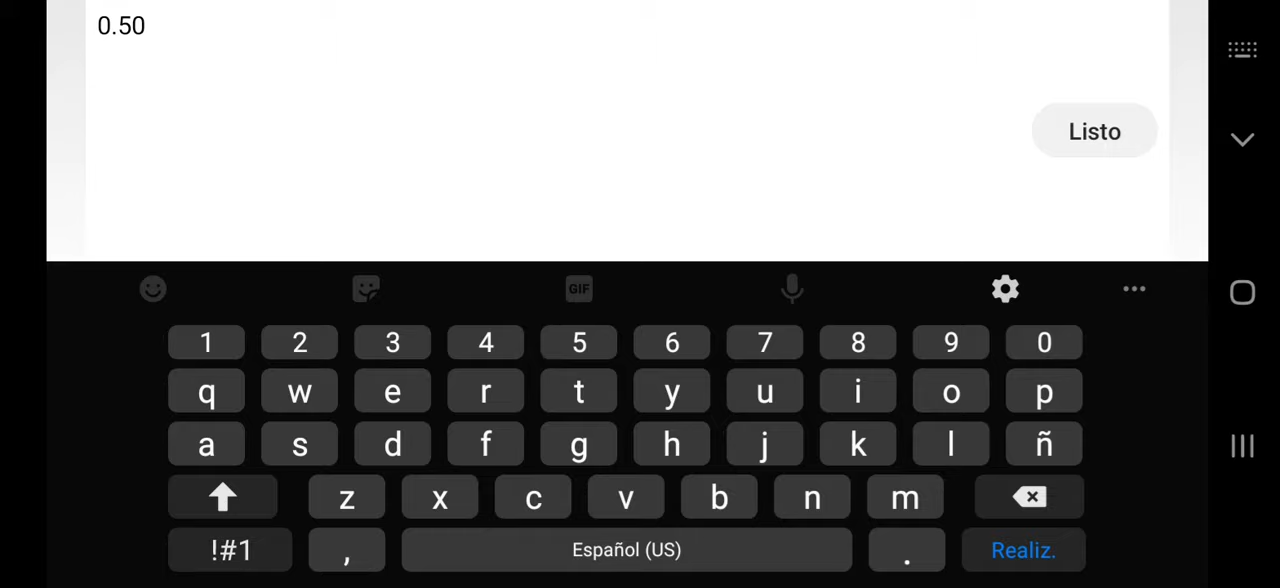 0.50
Listo
GIF
1 2 3 4 5 6 7 8 9 0
q w e r t y u i o p
a s d f g h j k l ñ
z x c v b n m
!#1 , Español (US) . Realiz.